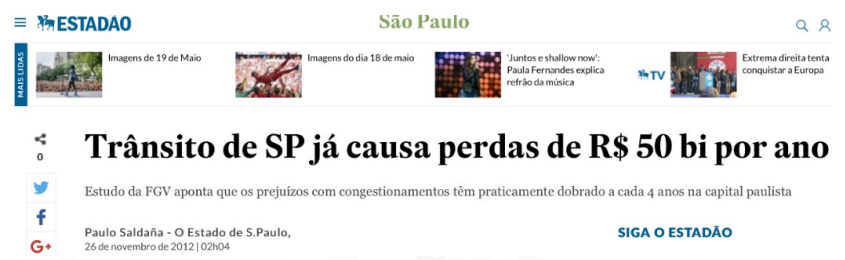 ESTADÃO
São Paulo
MAIS LIDAS
Imagens de 19 de Maio
Imagens do dia 18 de maio
'Juntos e shallow now':
Paula Fernandes explica
refrão da música
TV
Extrema direita tenta
conquistar a Europa
0
Trânsito de SP já causa perdas de R$ 50 bi por ano
Estudo da FGV aponta que os prejuízos com congestionamentos têm praticamente dobrado a cada 4 anos na capital paulista
Paulo Saldaña - O Estado de S.Paulo,
26 de novembro de 2012 | 02h04
SIGA O ESTADÃO
G+